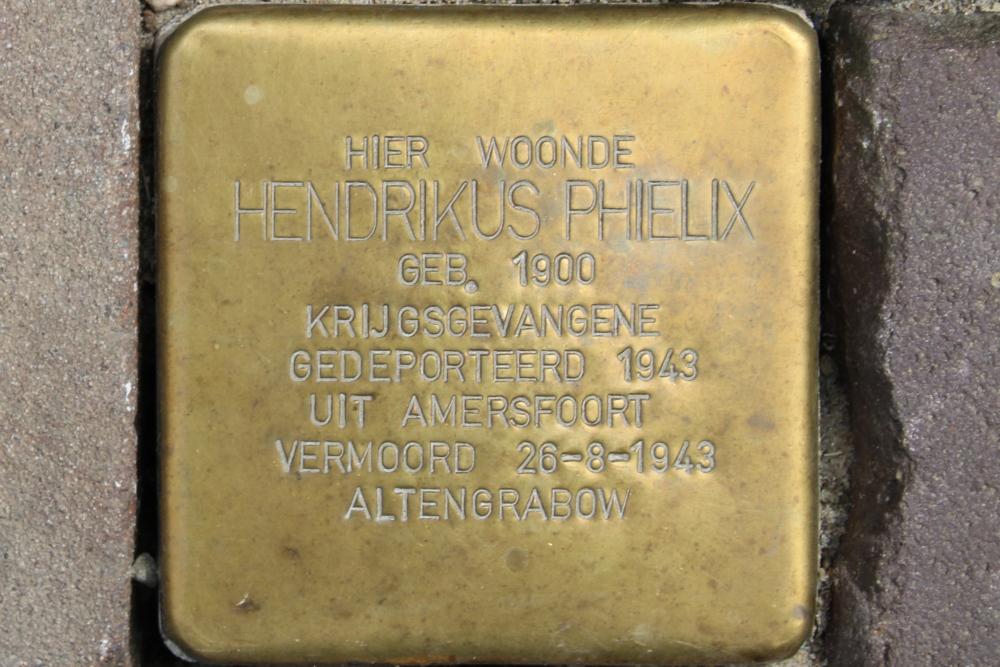 HIER WOONDE
HENDRIKUS PHIELIX
GEB. 1900
KRIJGSGEVANGENE
GEDEPORTEERD 1943
UIT AMERSFOORT
VERMOORD 26-8-1943
ALTENGRABOW